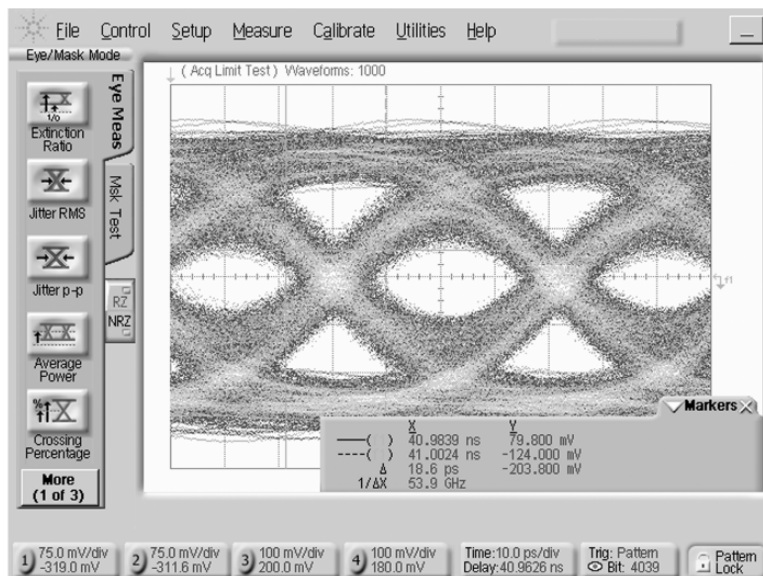 File Control Setup Measure Calibrate Utilities Help
Eye/Mask Mode
Eye Meas
Msk Test
Extinction
Ratio
Jitter RMS
Jitter p-p
RZ
NRZ
Average
Power
Crossing
Percentage
More
(1 of 3)
( Acq Limit Test ) Waveforms: 1000
Markers
X Y
———( ) 40.9839 ns 79.800 mV
----( ) 41.0024 ns -124.000 mV
Δ 18.6 ps -203.800 mV
1/ΔX 53.9 GHz
1 75.0 mV/div
-319.0 mV
2 75.0 mV/div
-311.6 mV
3 100 mV/div
200.0 mV
4 100 mV/div
180.0 mV
Time:10.0 ps/div
Delay:40.9626 ns
Trig: Pattern
Bit: 4039
Pattern
Lock